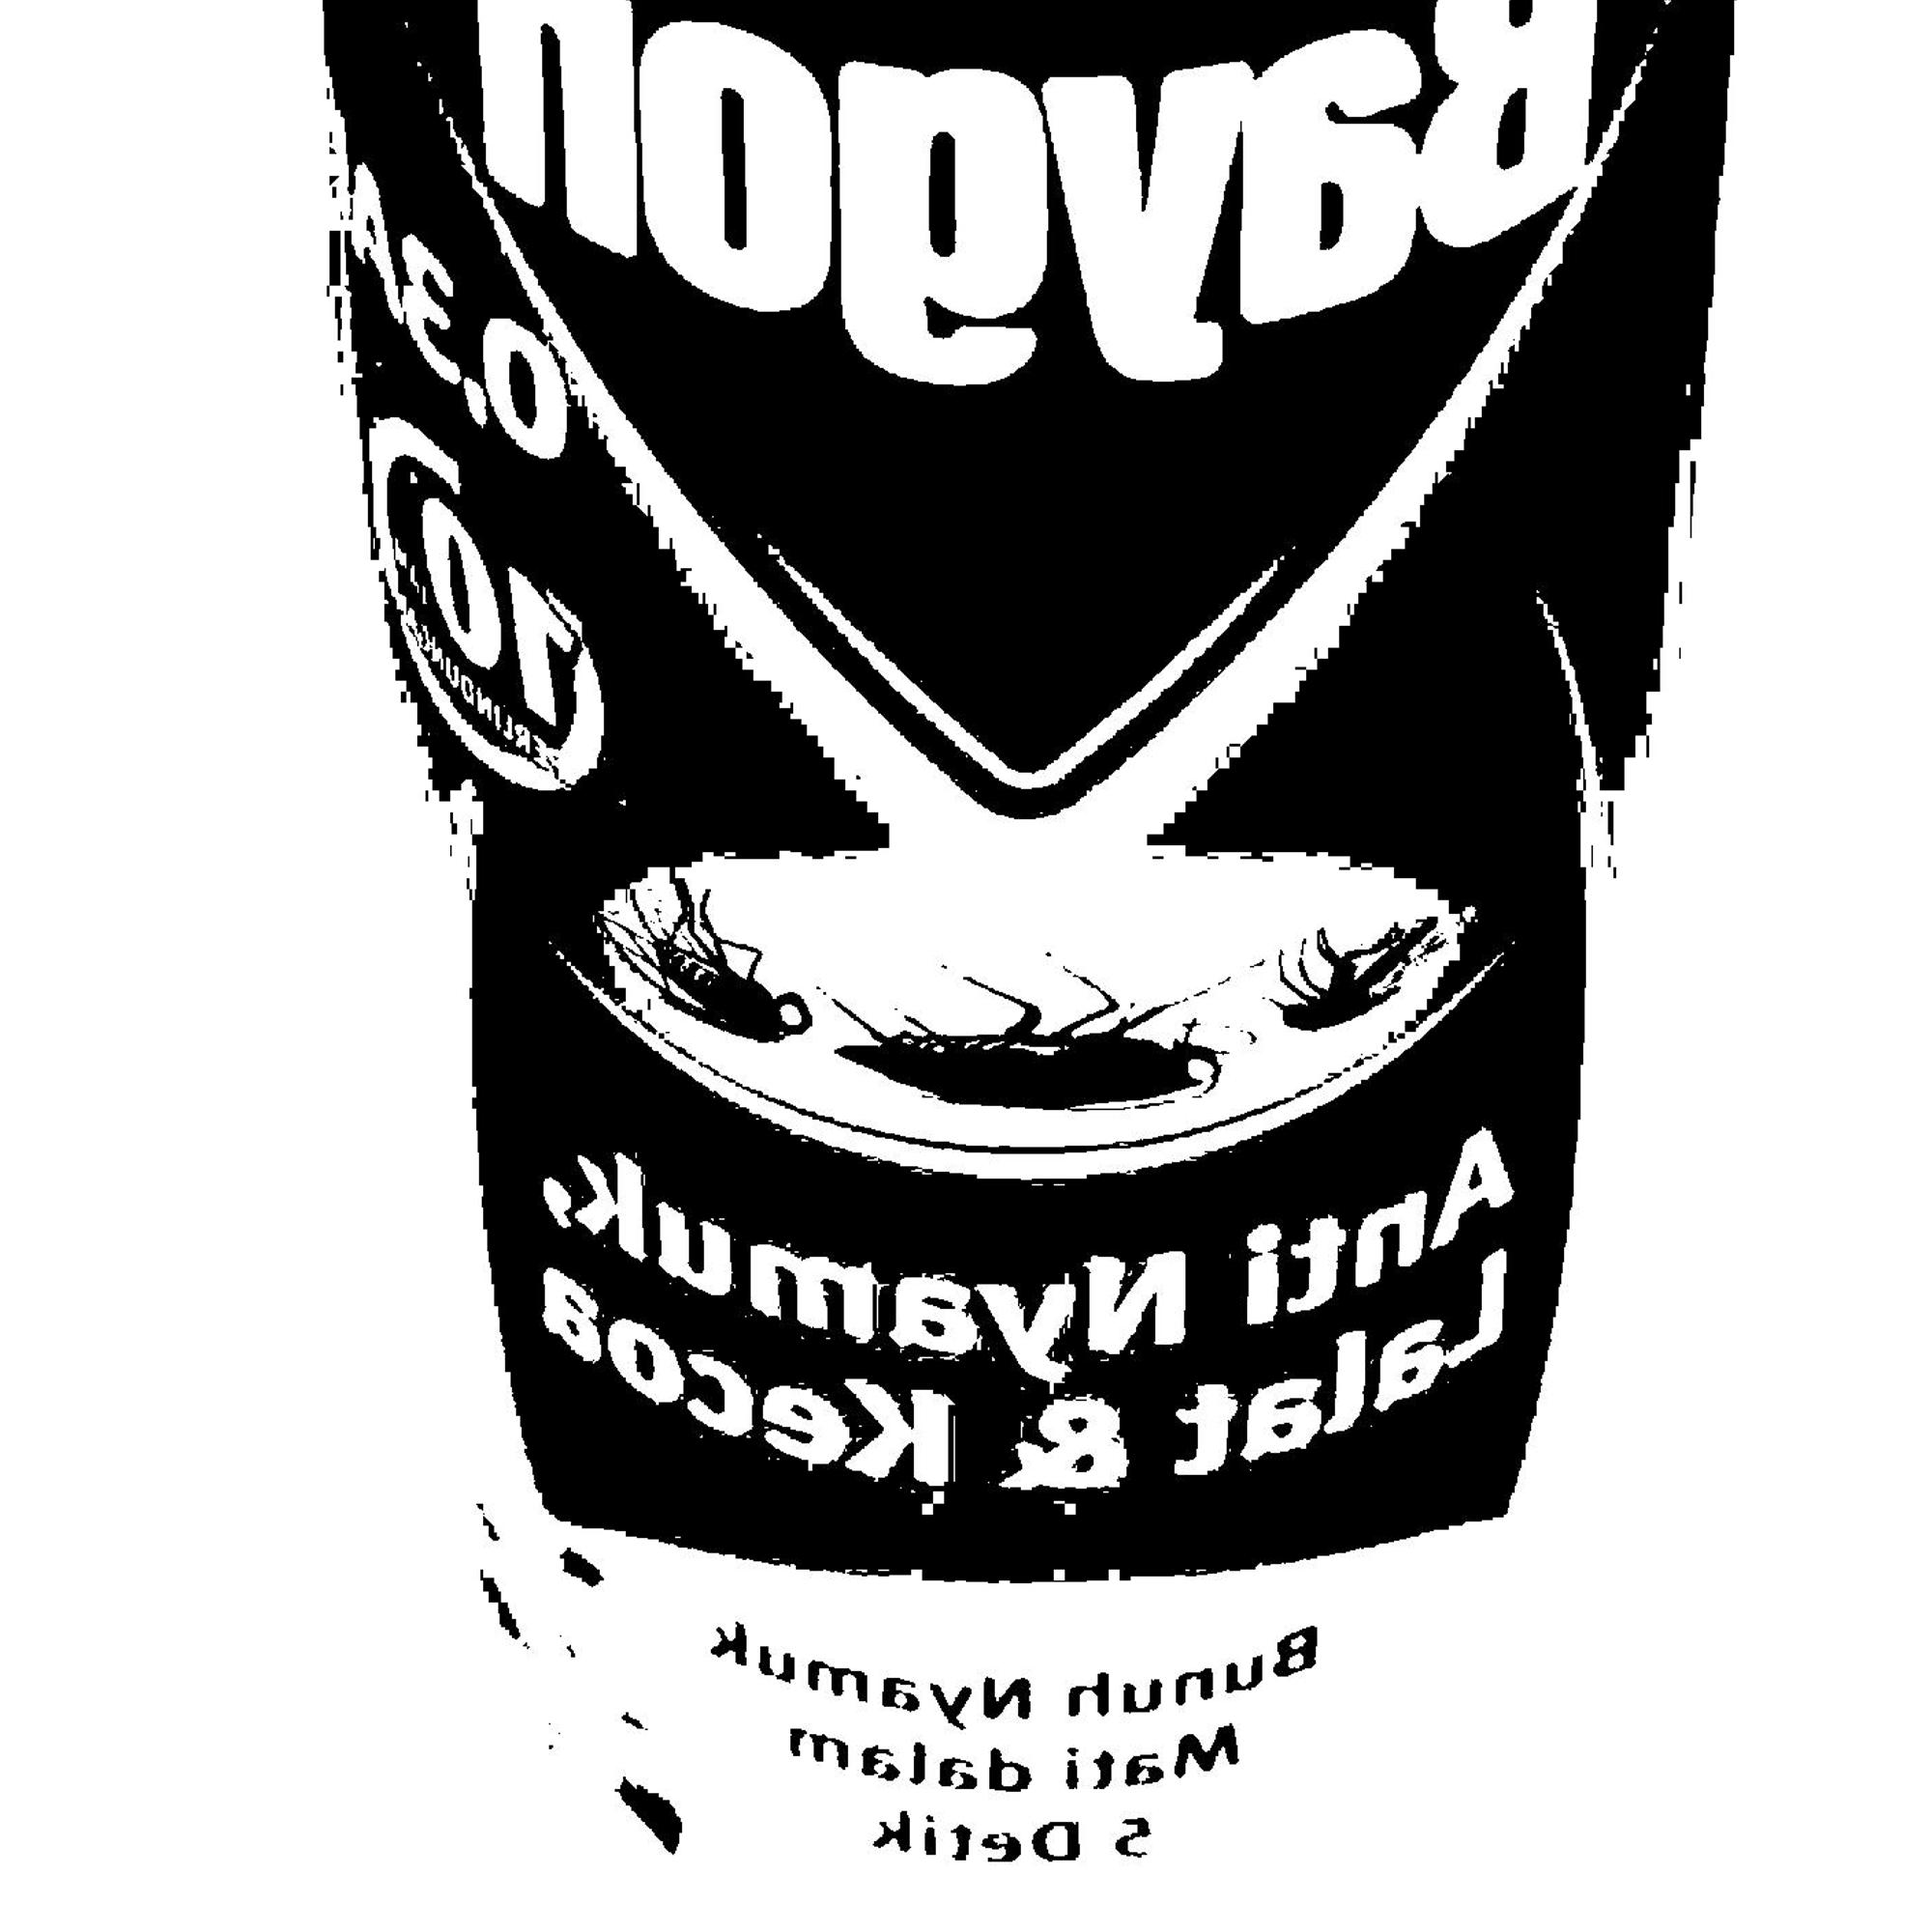 Baygon
Anti Nyamuk,
Lalat & Kecoa
Bunuh Nyamuk
Mati dalam
5 Detik